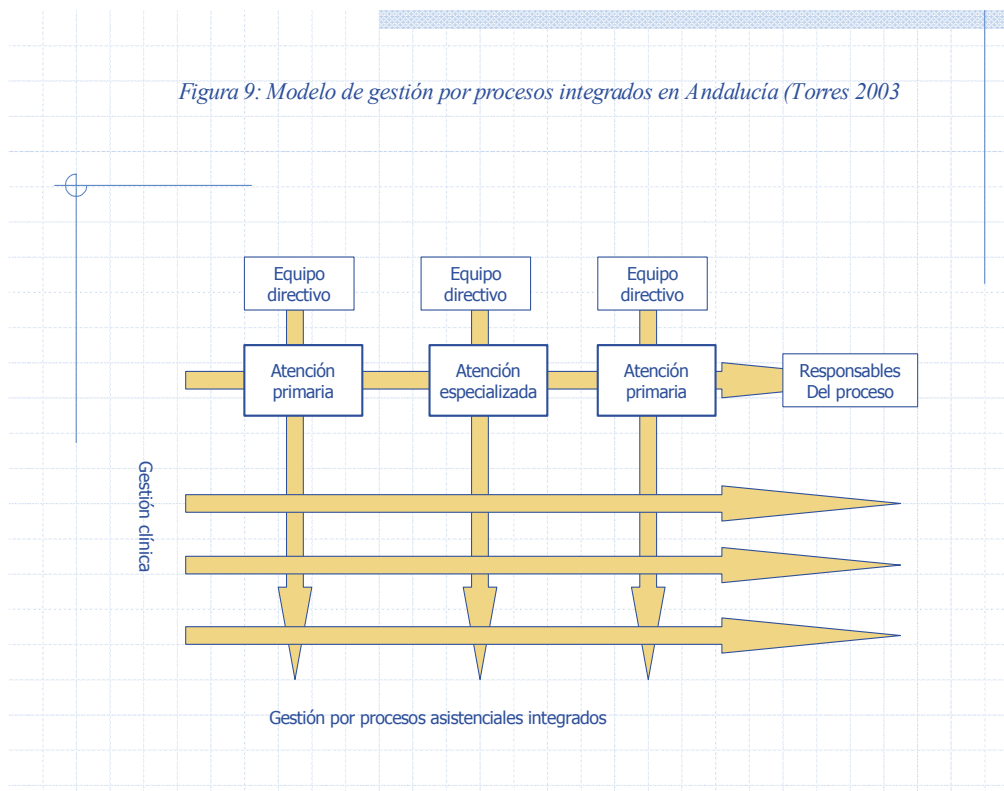 Figura 9: Modelo de gestión por procesos integrados en Andalucía (Torres 2003
Equipo
directivo
Equipo
directivo
Equipo
directivo
Atención
primaria
Atención
especializada
Atención
primaria
Responsables
Del proceso
Gestión clínica
Gestión por procesos asistenciales integrados